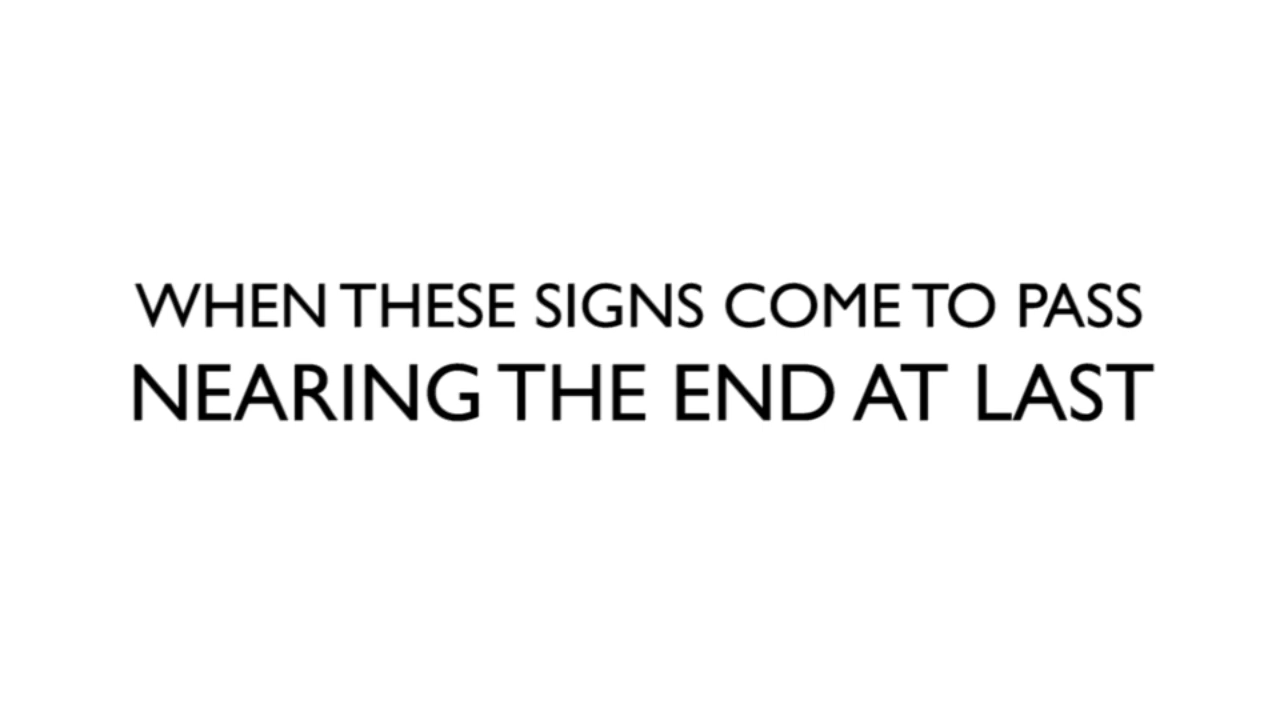 WHEN THESE SIGNS COME TO PASS
NEARING THE END AT LAST